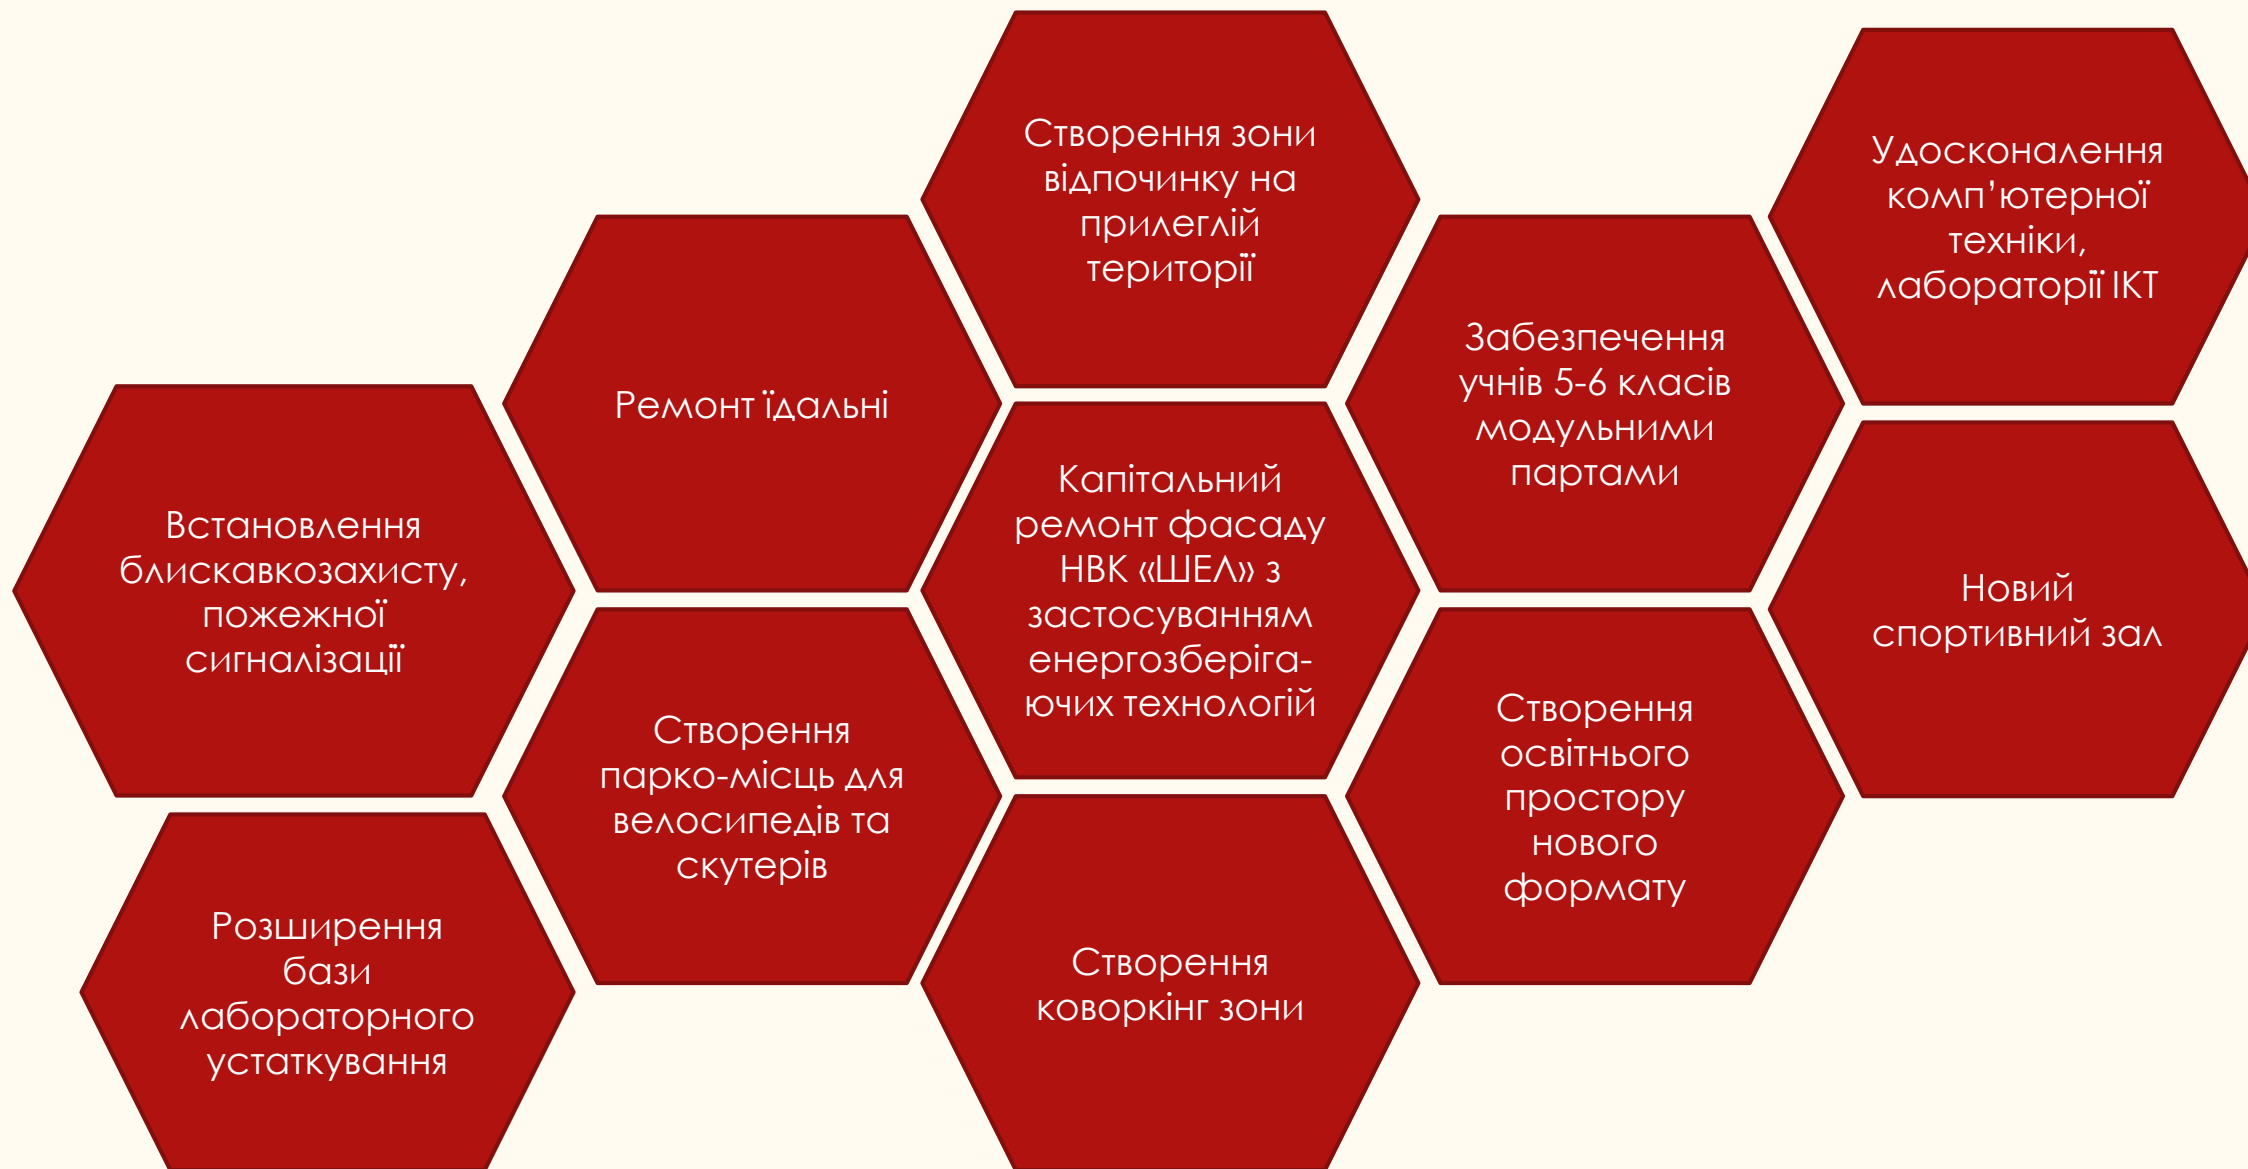 Створення зони
відпочинку на
прилеглій
території
Удосконалення
комп’ютерної
техніки,
лабораторії ІКТ
Ремонт їдальні
Забезпечення
учнів 5-6 класів
модульними
партами
Встановлення
блискавкозахисту,
пожежної
сигналізації
Капітальний
ремонт фасаду
НВК «ШЕЛ» з
застосуванням
енергозберіга-
ючих технологій
Новий
спортивний зал
Створення
парко-місць для
велосипедів та
скутерів
Створення
освітнього
простору
нового
формату
Розширення
бази
лабораторного
устаткування
Створення
коворкінг зони